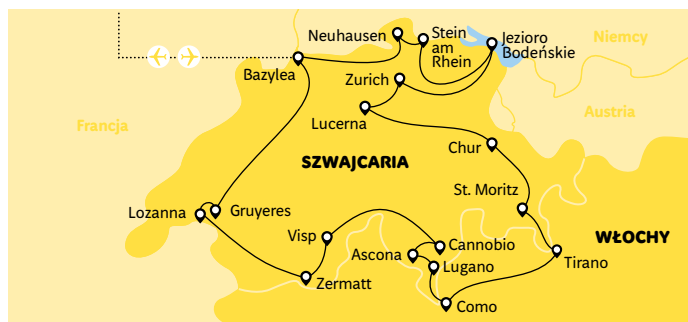 Neuhausen
Stein
am
Rhein
Jezioro
Bodeńskie
Niemcy
Bazylea
Zurich
Austria
Lucerna
Francja
Chur
SZWAJCARIA
St. Moritz
Lozanna
Gruyeres
Visp
Cannobio
WŁOCHY
Ascona
Lugano
Tirano
Zermatt
Como